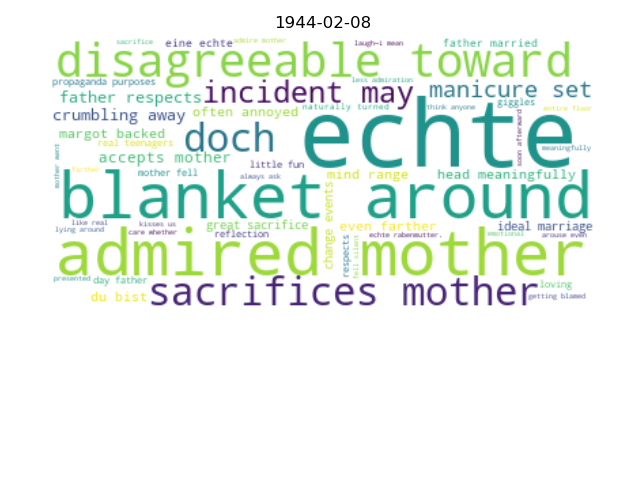 1944-02-08
sacrifice eine echte admire mother laugh—i mean father married
disagreeable toward
propaganda purposes less admiration
father respects incident may manicure set
crumbling away often annoyed naturally turned think anyone giggles entire floor
margot backed doch echte soon afterward
real teenagers meaningfully
accepts mother little fun
mother went farther mother fell always ask mind range head meaningfully
blanket around
like real kisses us great sacrifice even farther ideal marriage
lying around care whether reflection echte rabenmutter. emotional arouse even
admired mother change events respects fell silent
presented day father loving
du bist sacrifices mother getting blamed